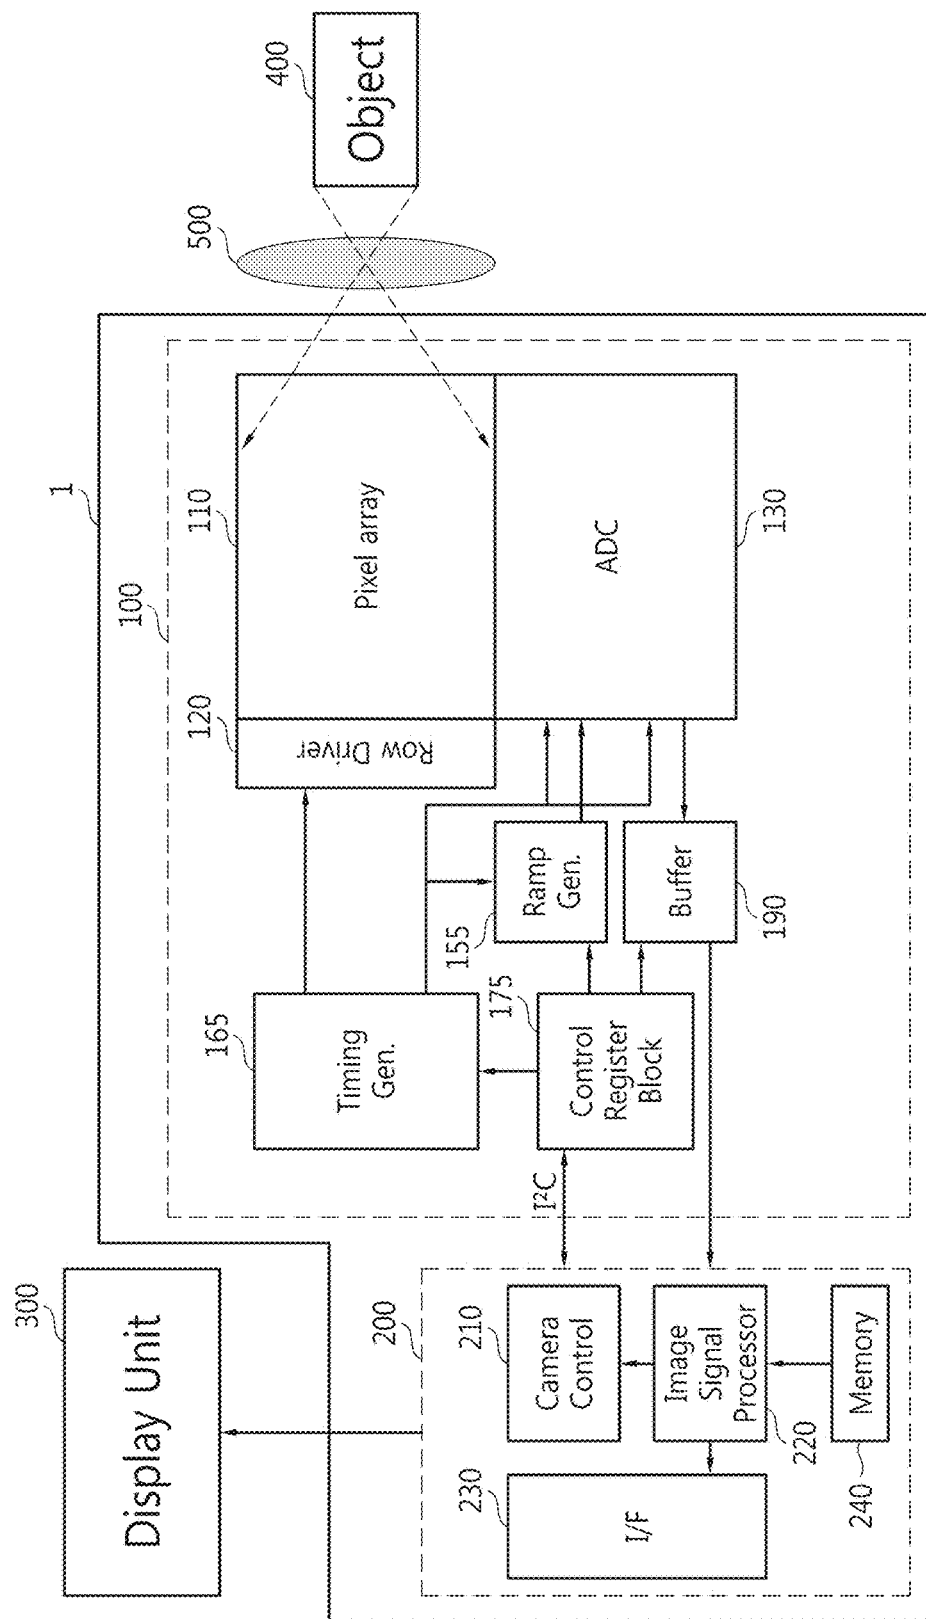 300
Display Unit
1
100
200
210
Camera
Control
Image
Signal
Processor
220
Memory
240
230
I/F
I²C
165
Timing
Gen.
175
Control
Register
Block
155
Ramp
Gen.
Buffer
190
120
Row Driver
110
Pixel array
ADC
130
500
400
Object